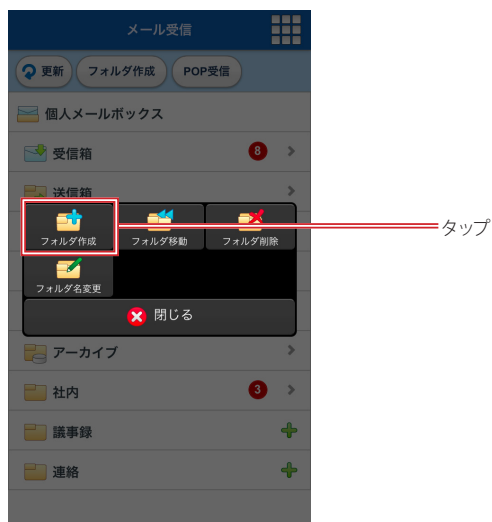 メール受信
更新 フォルダ作成 POP受信
個人メールボックス
受信箱 8
送信箱
フォルダ作成 フォルダ移動 フォルダ削除
タップ
フォルダ名変更
閉じる
アーカイブ
社内 3
議事録
連絡